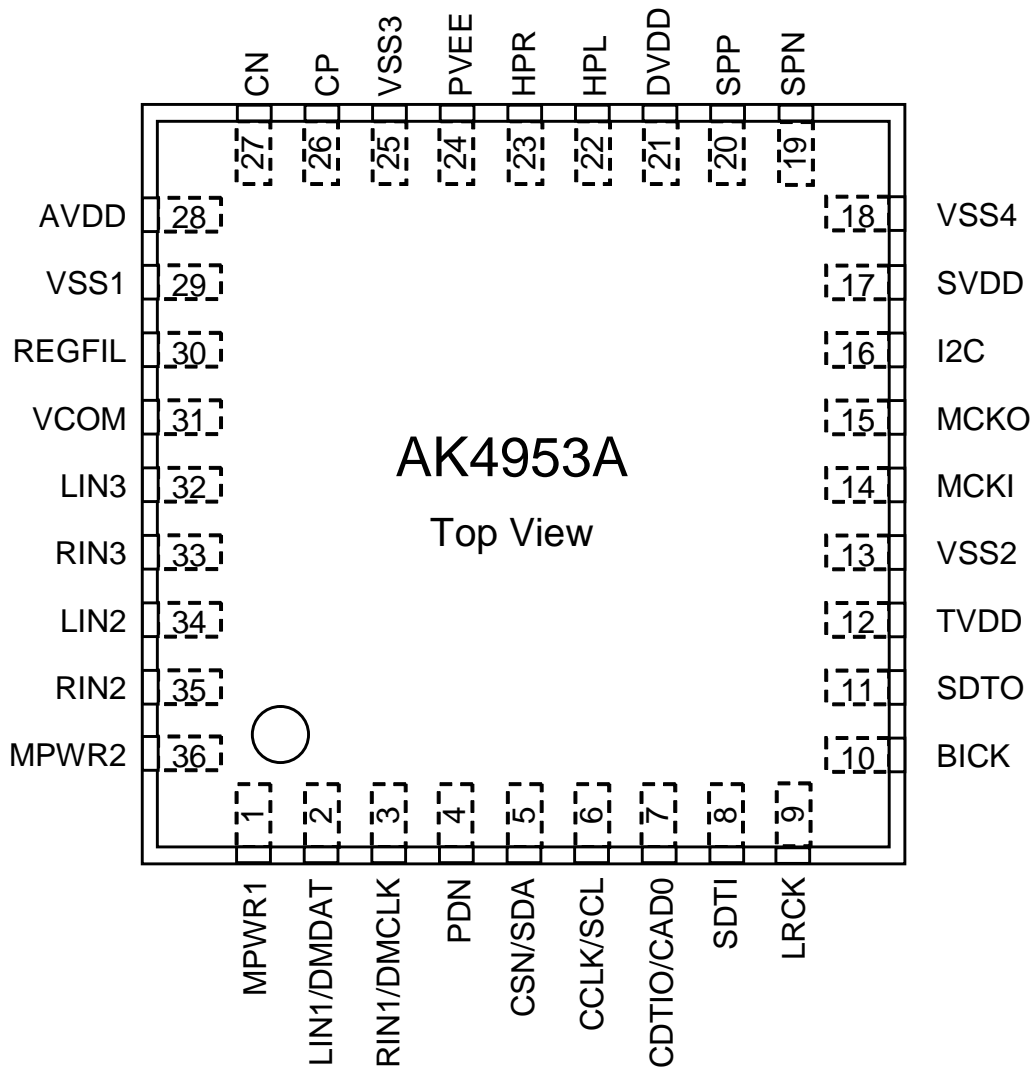 CN
CP
VSS3
PVEE
HPR
HPL
DVDD
SPP
SPN
27
26
25
24
23
22
21
20
19
AVDD 28
18 VSS4
VSS1 29
17 SVDD
REGFIL 30
16 I2C
VCOM 31
15 MCKO
AK4953A
LIN3 32
14 MCKI
Top View
RIN3 33
13 VSS2
LIN2 34
12 TVDD
RIN2 35
11 SDTO
MPWR2 36
10 BICK
1
2
3
4
5
6
7
8
9
MPWR1
LIN1/DMDAT
RIN1/DMCLK
PDN
CSN/SDA
CCLK/SCL
CDTIO/CAD0
SDTI
LRCK